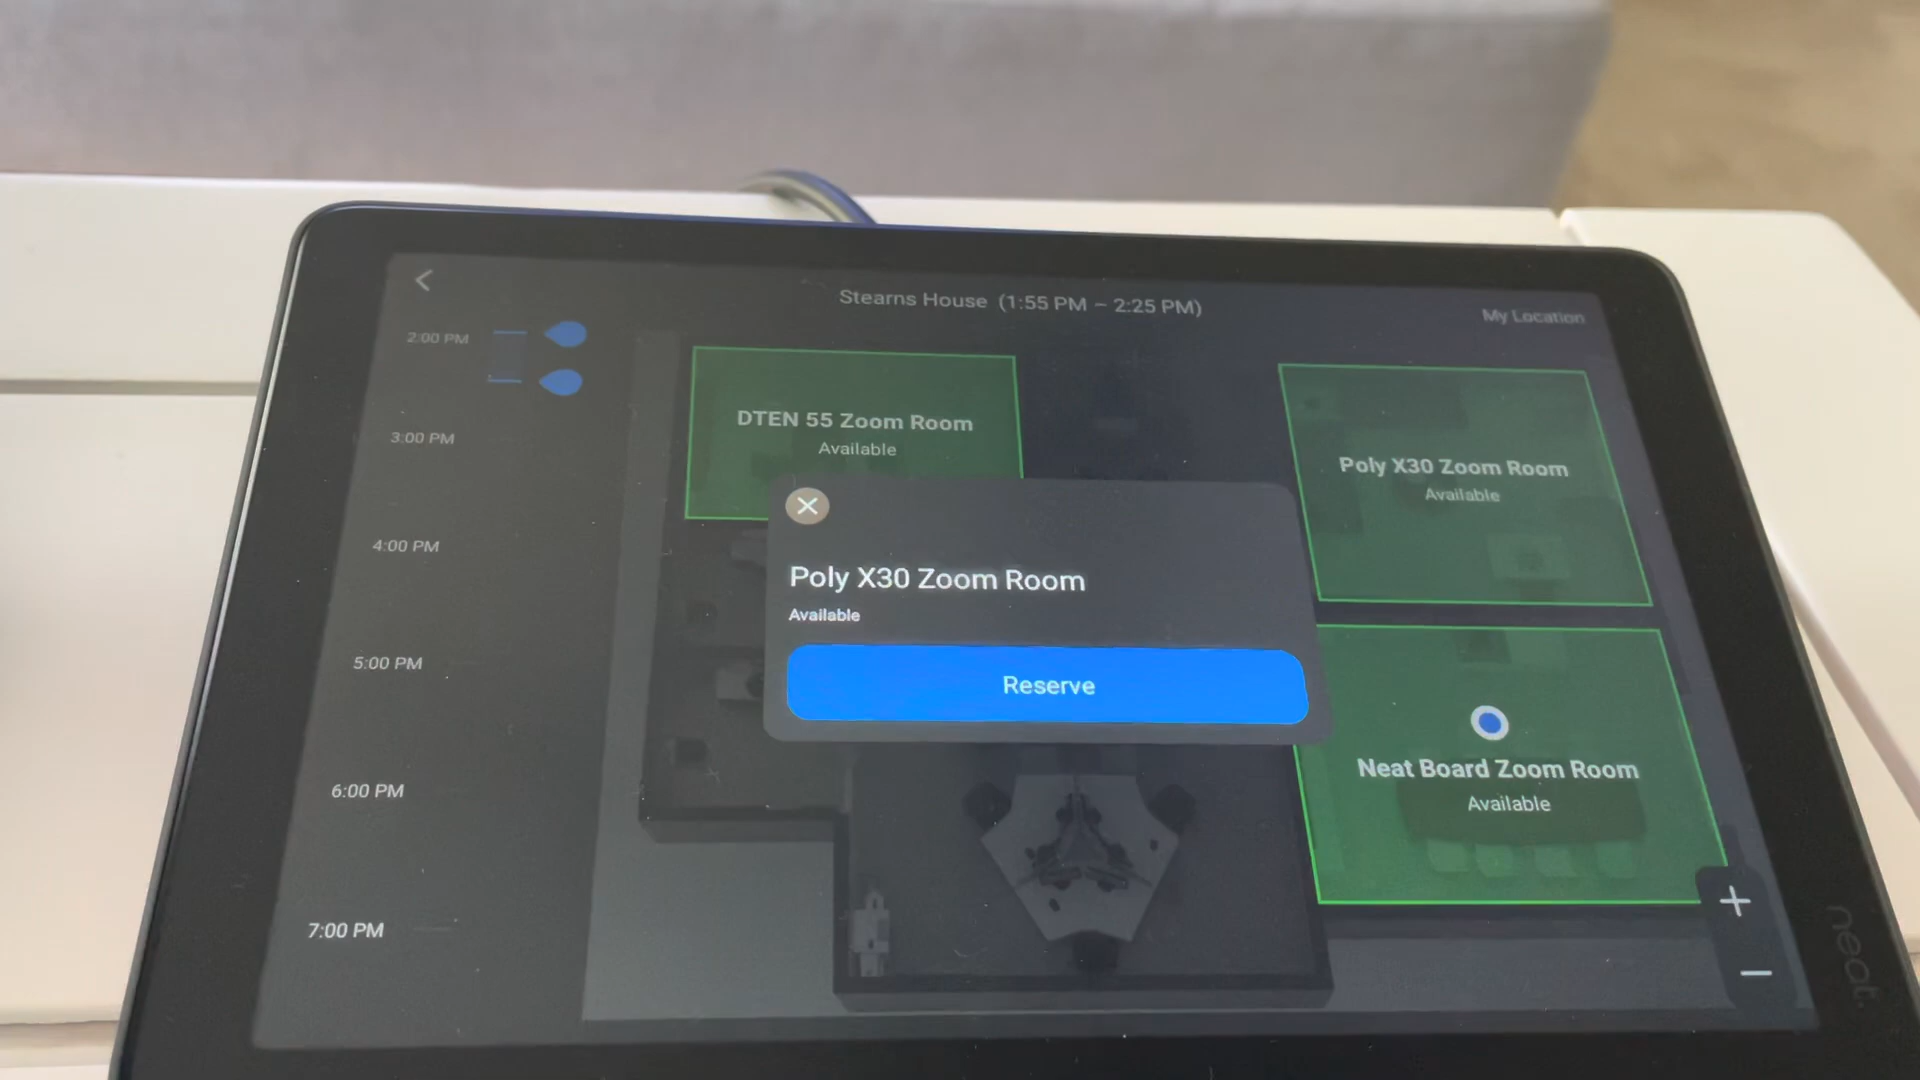 Stearns House (1:55 PM – 2:25 PM)
My Location
2:00 PM
3:00 PM
4:00 PM
5:00 PM
6:00 PM
7:00 PM
DTEN 55 Zoom Room
Available
Poly X30 Zoom Room
Available
Poly X30 Zoom Room
Available
Reserve
Neat Board Zoom Room
Available
neat.